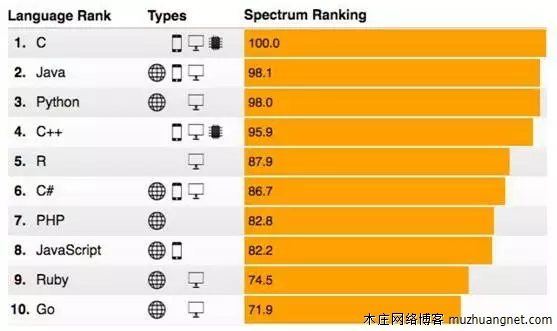 Language Rank Types Spectrum Ranking
1. C 100.0
2. Java 98.1
3. Python 98.0
4. C++ 95.9
5. R 87.9
6. C# 86.7
7. PHP 82.8
8. JavaScript 82.2
9. Ruby 74.5
10. Go 71.9
木庄网络博客
muzhuangnet.com